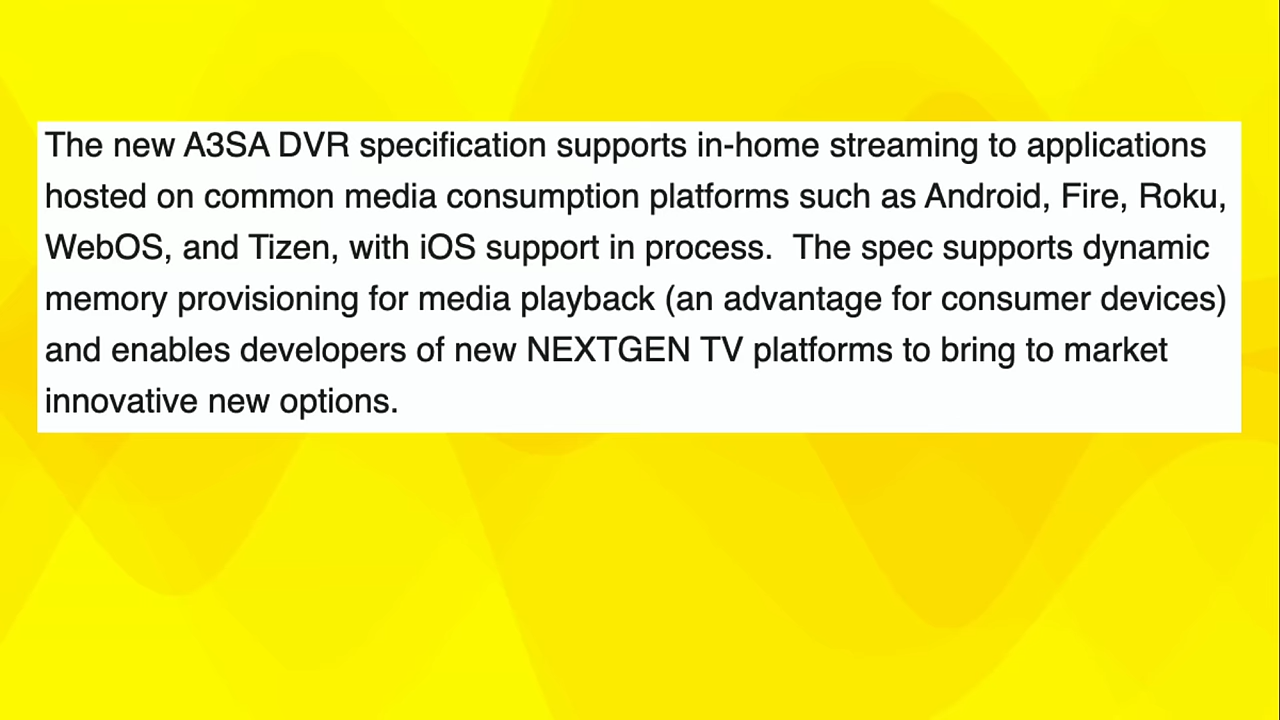 The new A3SA DVR specification supports in-home streaming to applications
hosted on common media consumption platforms such as Android, Fire, Roku,
WebOS, and Tizen, with iOS support in process.  The spec supports dynamic
memory provisioning for media playback (an advantage for consumer devices)
and enables developers of new NEXTGEN TV platforms to bring to market
innovative new options.